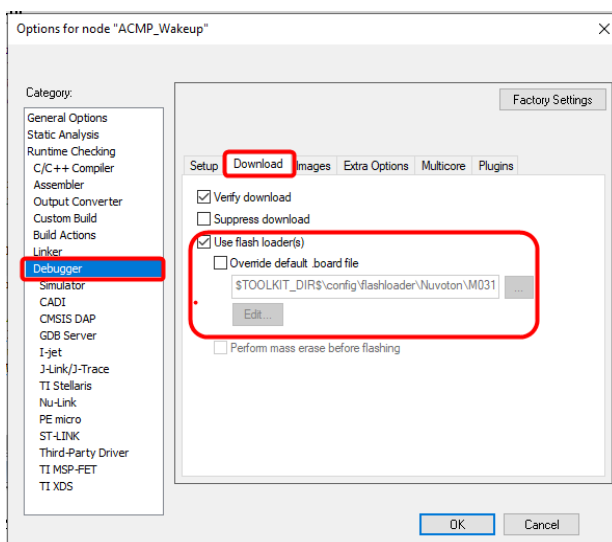 Options for node "ACMP_Wakeup"
Category:
General Options
Static Analysis
Runtime Checking
C/C++ Compiler
Assembler
Output Converter
Custom Build
Build Actions
Linker
Debugger
Simulator
CADI
CMSIS DAP
GDB Server
I-jet
J-Link/J-Trace
TI Stellaris
Nu-Link
PE micro
ST-LINK
Third-Party Driver
TI MSP-FET
TI XDS
Factory Settings
Setup Download Images Extra Options Multicore Plugins
Verify download
Suppress download
Use flash loader(s)
Override default .board file
$TOOLKIT_DIR$\config\flashloader\Nuvoton\M031 ...
Edit...
Perform mass erase before flashing
OK Cancel